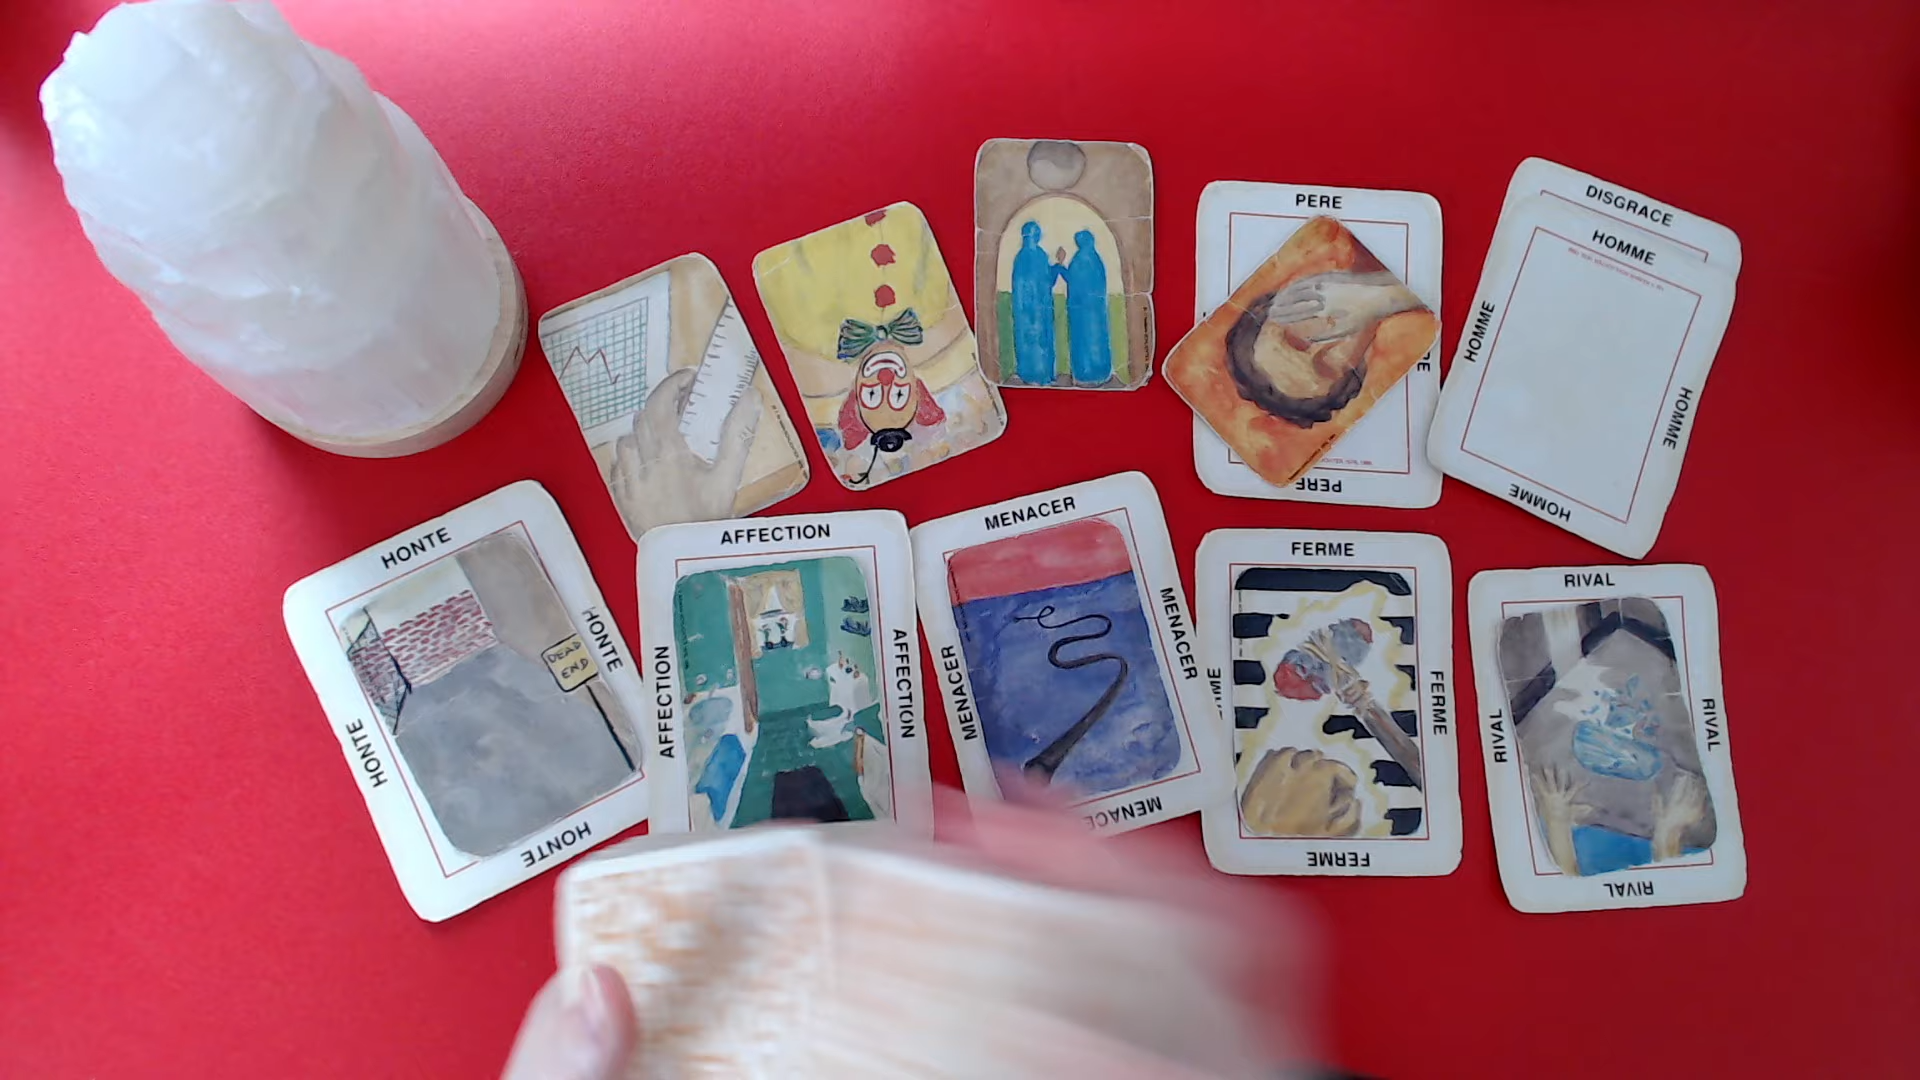 PERE
PERE
DISGRACE
HOMME
HOMME
HOMME
HOMME
HONTE
HONTE
HONTE
HONTE
DEAD
END
AFFECTION
AFFECTION
AFFECTION
MENACER
MENACER
MENACER
FERME
FERME
FERME
RIVAL
RIVAL
RIVAL
RIVAL